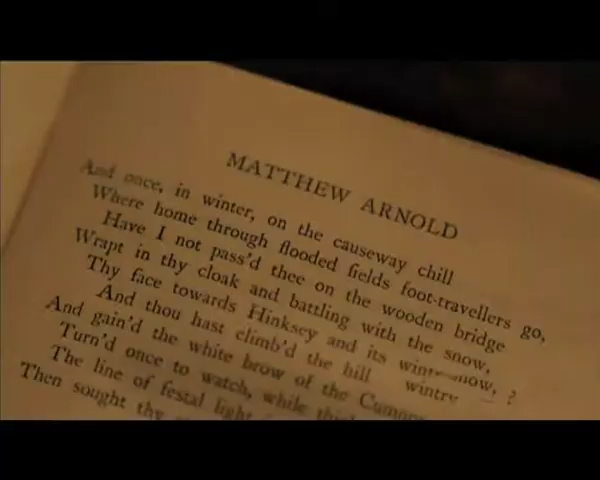 MATTHEW ARNOLD
And once, in winter, on the causeway chill
Where home through flooded fields foot-travellers go,
Have I not pass'd thee on the wooden bridge
Wrapt in thy cloak and battling with the snow,
Thy face towards Hinksey and its
And thou hast climb'd the hill
wintry ?
And gain'd the white brow of the
Turn'd once to watch, while
The line of festal light
Then sought thy